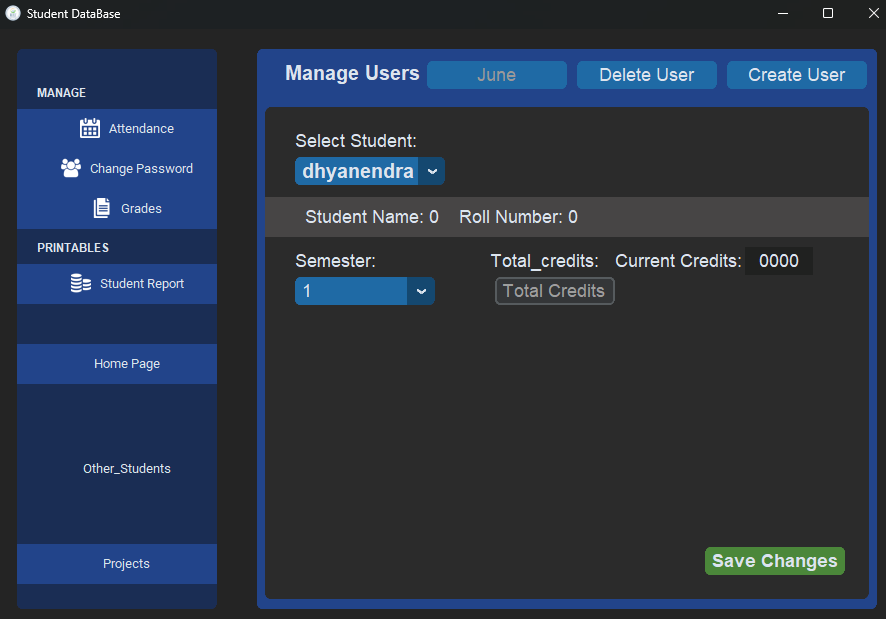 Student DataBase
MANAGE
Attendance
Change Password
Grades
PRINTABLES
Student Report
Home Page
Other_Students
Projects
Manage Users June Delete User Create User
Select Student:
dhyanendra
Student Name: 0 Roll Number: 0
Semester: Total_credits: Current Credits: 0000
1 Total Credits
Save Changes